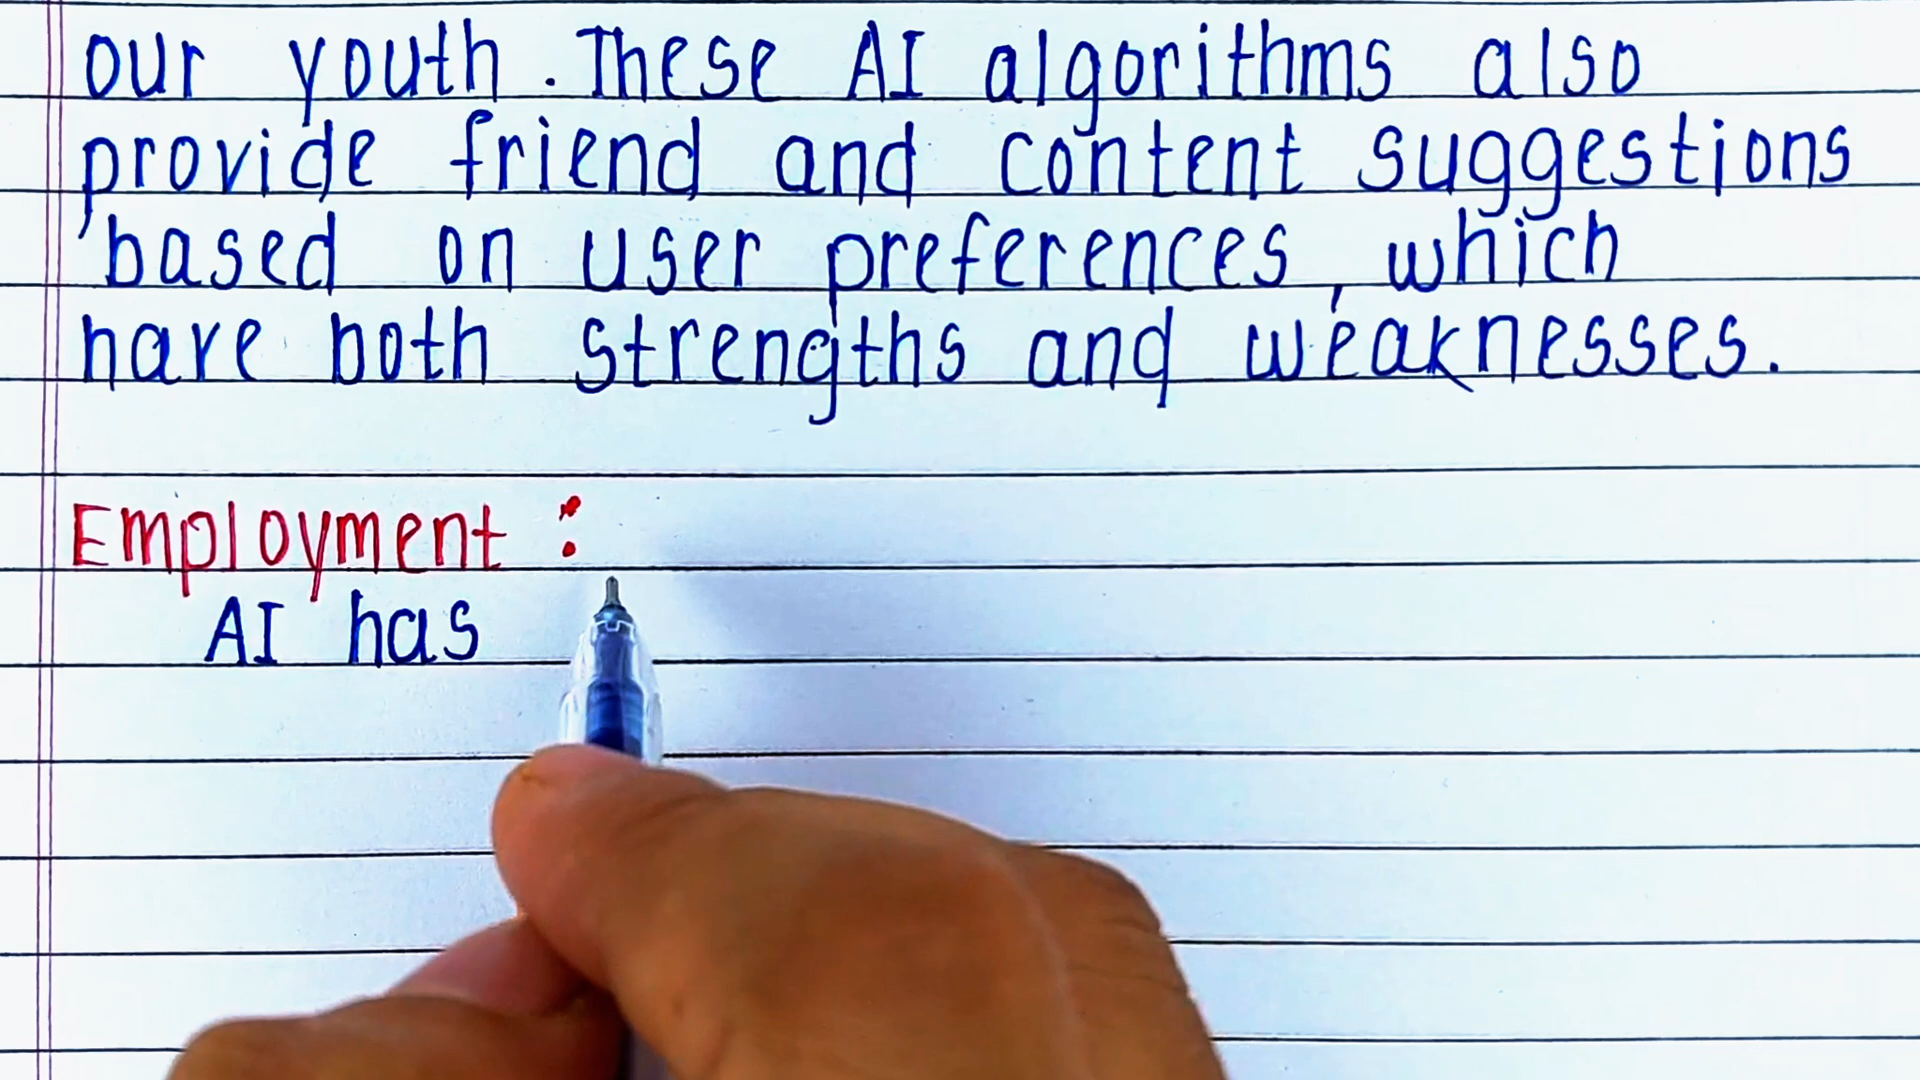 our youth. These AI algorithms also
provide friend and content suggestions
based on user preferences, which
have both strengths and weaknesses.
Employment :
AI has